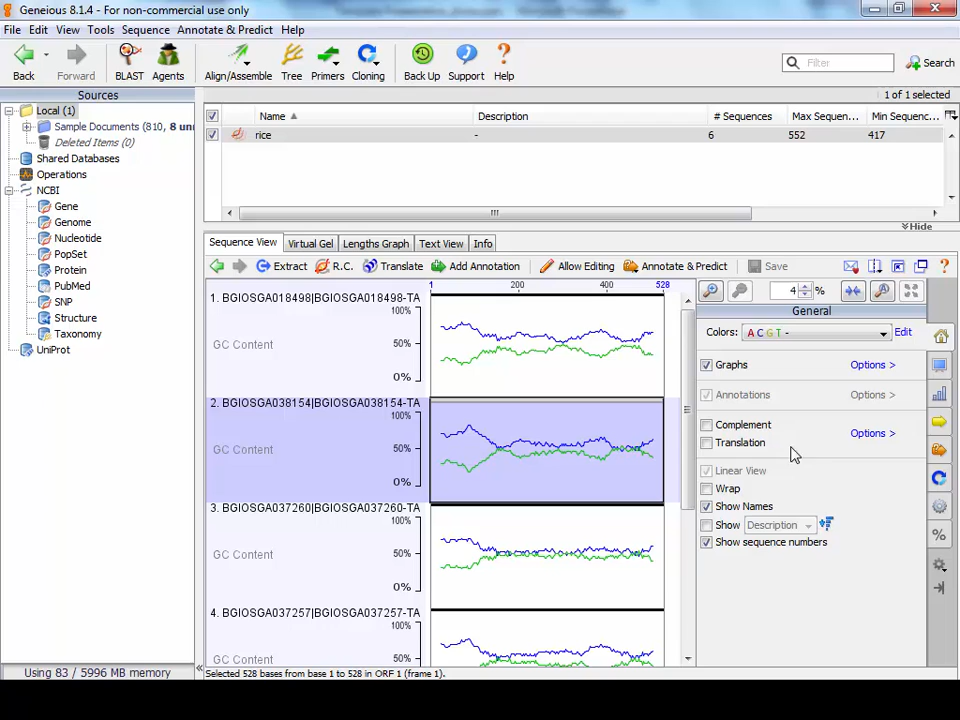 Geneious 8.1.4 - For non-commercial use only
File Edit View Tools Sequence Annotate & Predict Help
Back Forward BLAST Agents Align/Assemble Tree Primers Cloning Back Up Support Help Filter Search
Sources
1 of 1 selected
Local (1)
Sample Documents (810, 8 un
Deleted Items (0)
Shared Databases
Operations
NCBI
Gene
Genome
Nucleotide
PopSet
Protein
PubMed
SNP
Structure
Taxonomy
UniProt
Using 83 / 5996 MB memory
Name Description # Sequences Max Sequen... Min Sequenc...
rice - 6 552 417
Hide
Sequence View Virtual Gel Lengths Graph Text View Info
Extract R.C. Translate Add Annotation Allow Editing Annotate & Predict Save
1 200 400 528
1. BGIOSGA018498|BGIOSGA018498-TA
100%
GC Content 50%
0%
2. BGIOSGA038154|BGIOSGA038154-TA
100%
GC Content 50%
0%
3. BGIOSGA037260|BGIOSGA037260-TA
100%
GC Content 50%
0%
4. BGIOSGA037257|BGIOSGA037257-TA
100%
GC Content 50%
Selected 528 bases from base 1 to 528 in ORF 1 (frame 1).
4 %
General
Colors: A C G T - Edit
Graphs Options >
Annotations Options >
Complement
Translation Options >
Linear View
Wrap
Show Names
Show Description
Show sequence numbers